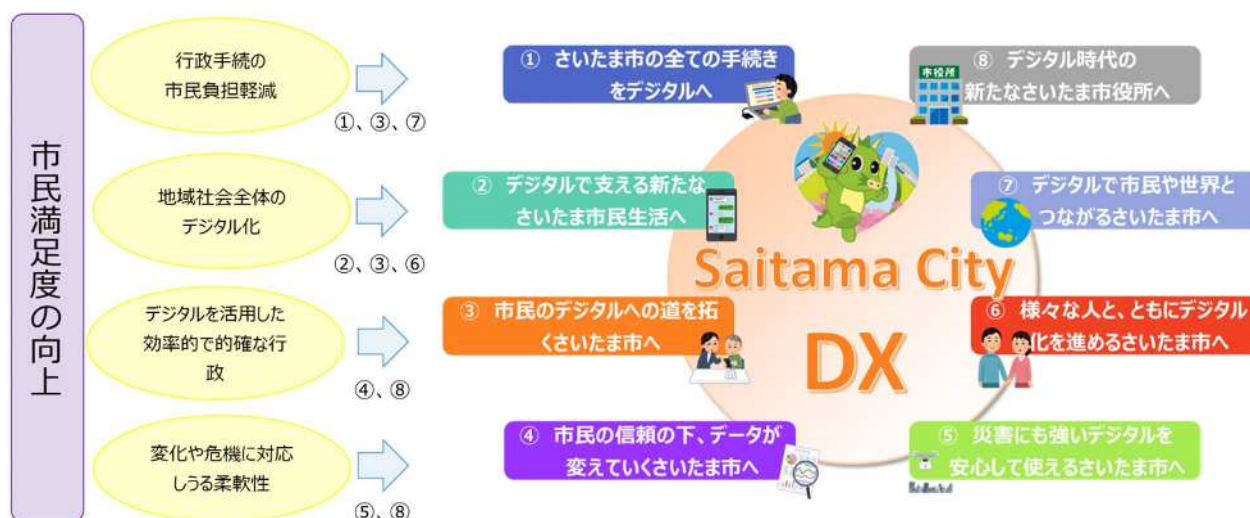 市民満足度の向上
行政手続の
市民負担軽減
①、③、⑦
地域社会全体の
デジタル化
②、③、⑥
デジタルを活用した
効率的で的確な行
政
④、⑧
変化や危機に対応
しうる柔軟性
⑤、⑧
① さいたま市の全ての手続き
をデジタルへ
② デジタルで支える新たな
さいたま市民生活へ
③ 市民のデジタルへの道を拓
くさいたま市へ
④ 市民の信頼の下、データが
変えていくさいたま市へ
Saitama City
DX
⑧ デジタル時代の
新たなさいたま市役所へ
市役所
⑦ デジタルで市民や世界と
つながるさいたま市へ
⑥ 様々な人と、ともにデジタル
化を進めるさいたま市へ
⑤ 災害にも強いデジタルを
安心して使えるさいたま市へ